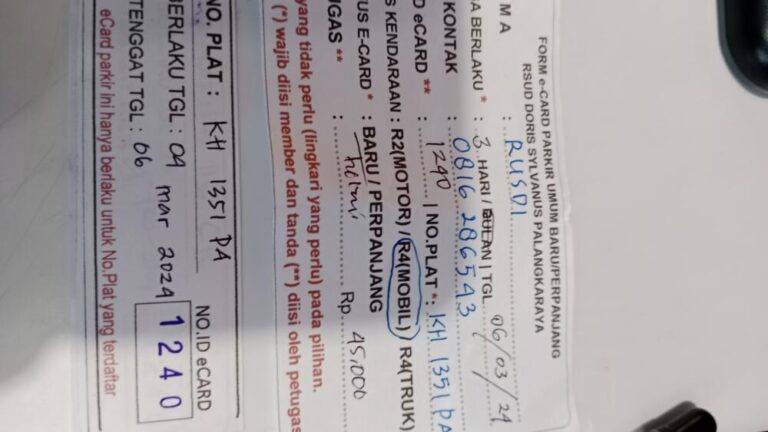 FORM e-CARD PARKIR UMUM BARU/PERPANJANG
RSUD DORIS SYLVANUS PALANGKARAYA
M A : RUSDI
SA BERLAKU * : 3 HARI / BULAN | TGL 06/03/24
KONTAK : 0816 286543
D eCARD ** : 1240 | NO.PLAT *: KH 1351 PA
S KENDARAAN : R2(MOTOR) / R4(MOBIL) / R4(TRUK)
US E-CARD * : BARU / PERPANJANG
UGAS ** : helmi Rp. 45.000
yang tidak perlu (lingkari yang perlu) pada pilihan.
(*) wajib diisi member dan tanda (**) diisi oleh petugas
NO. PLAT : KH 1351 PA
NO.ID eCARD
BERLAKU TGL : 04 mar 2024
1240
TENGGAT TGL : 06
eCard parkir ini hanya berlaku untuk No.Plat yang terdaftar